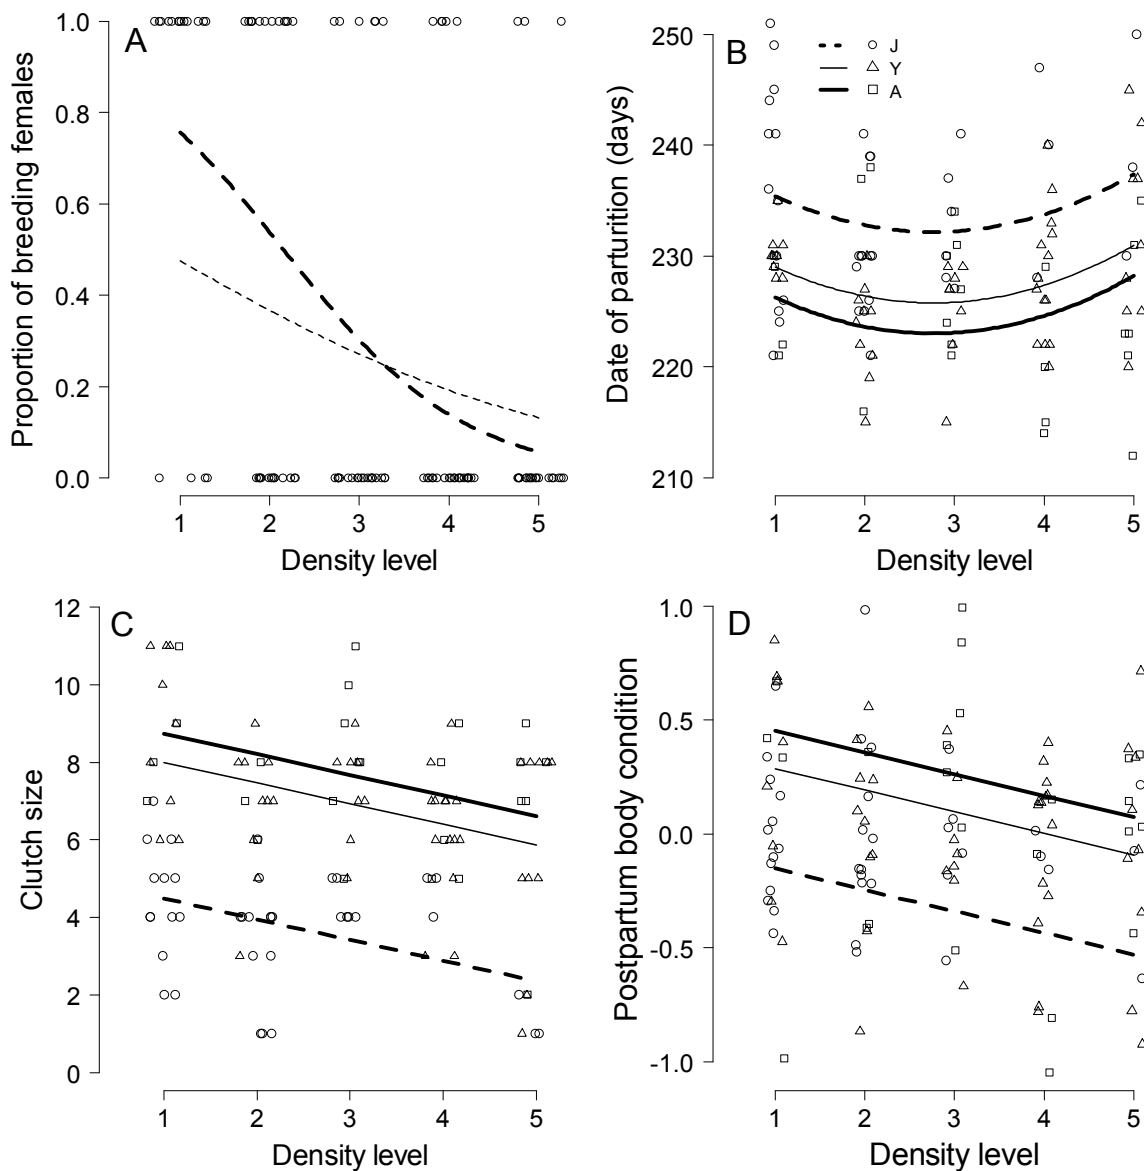 A
Proportion of breeding females
1.0
0.8
0.6
0.4
0.2
0.0
1 2 3 4 5
Density level
B
J
Y
A
Date of parturition (days)
250
240
230
220
210
1 2 3 4 5
Density level
C
Clutch size
12
10
8
6
4
2
0
1 2 3 4 5
Density level
D
Postpartum body condition
1.0
0.5
0.0
-0.5
-1.0
1 2 3 4 5
Density level